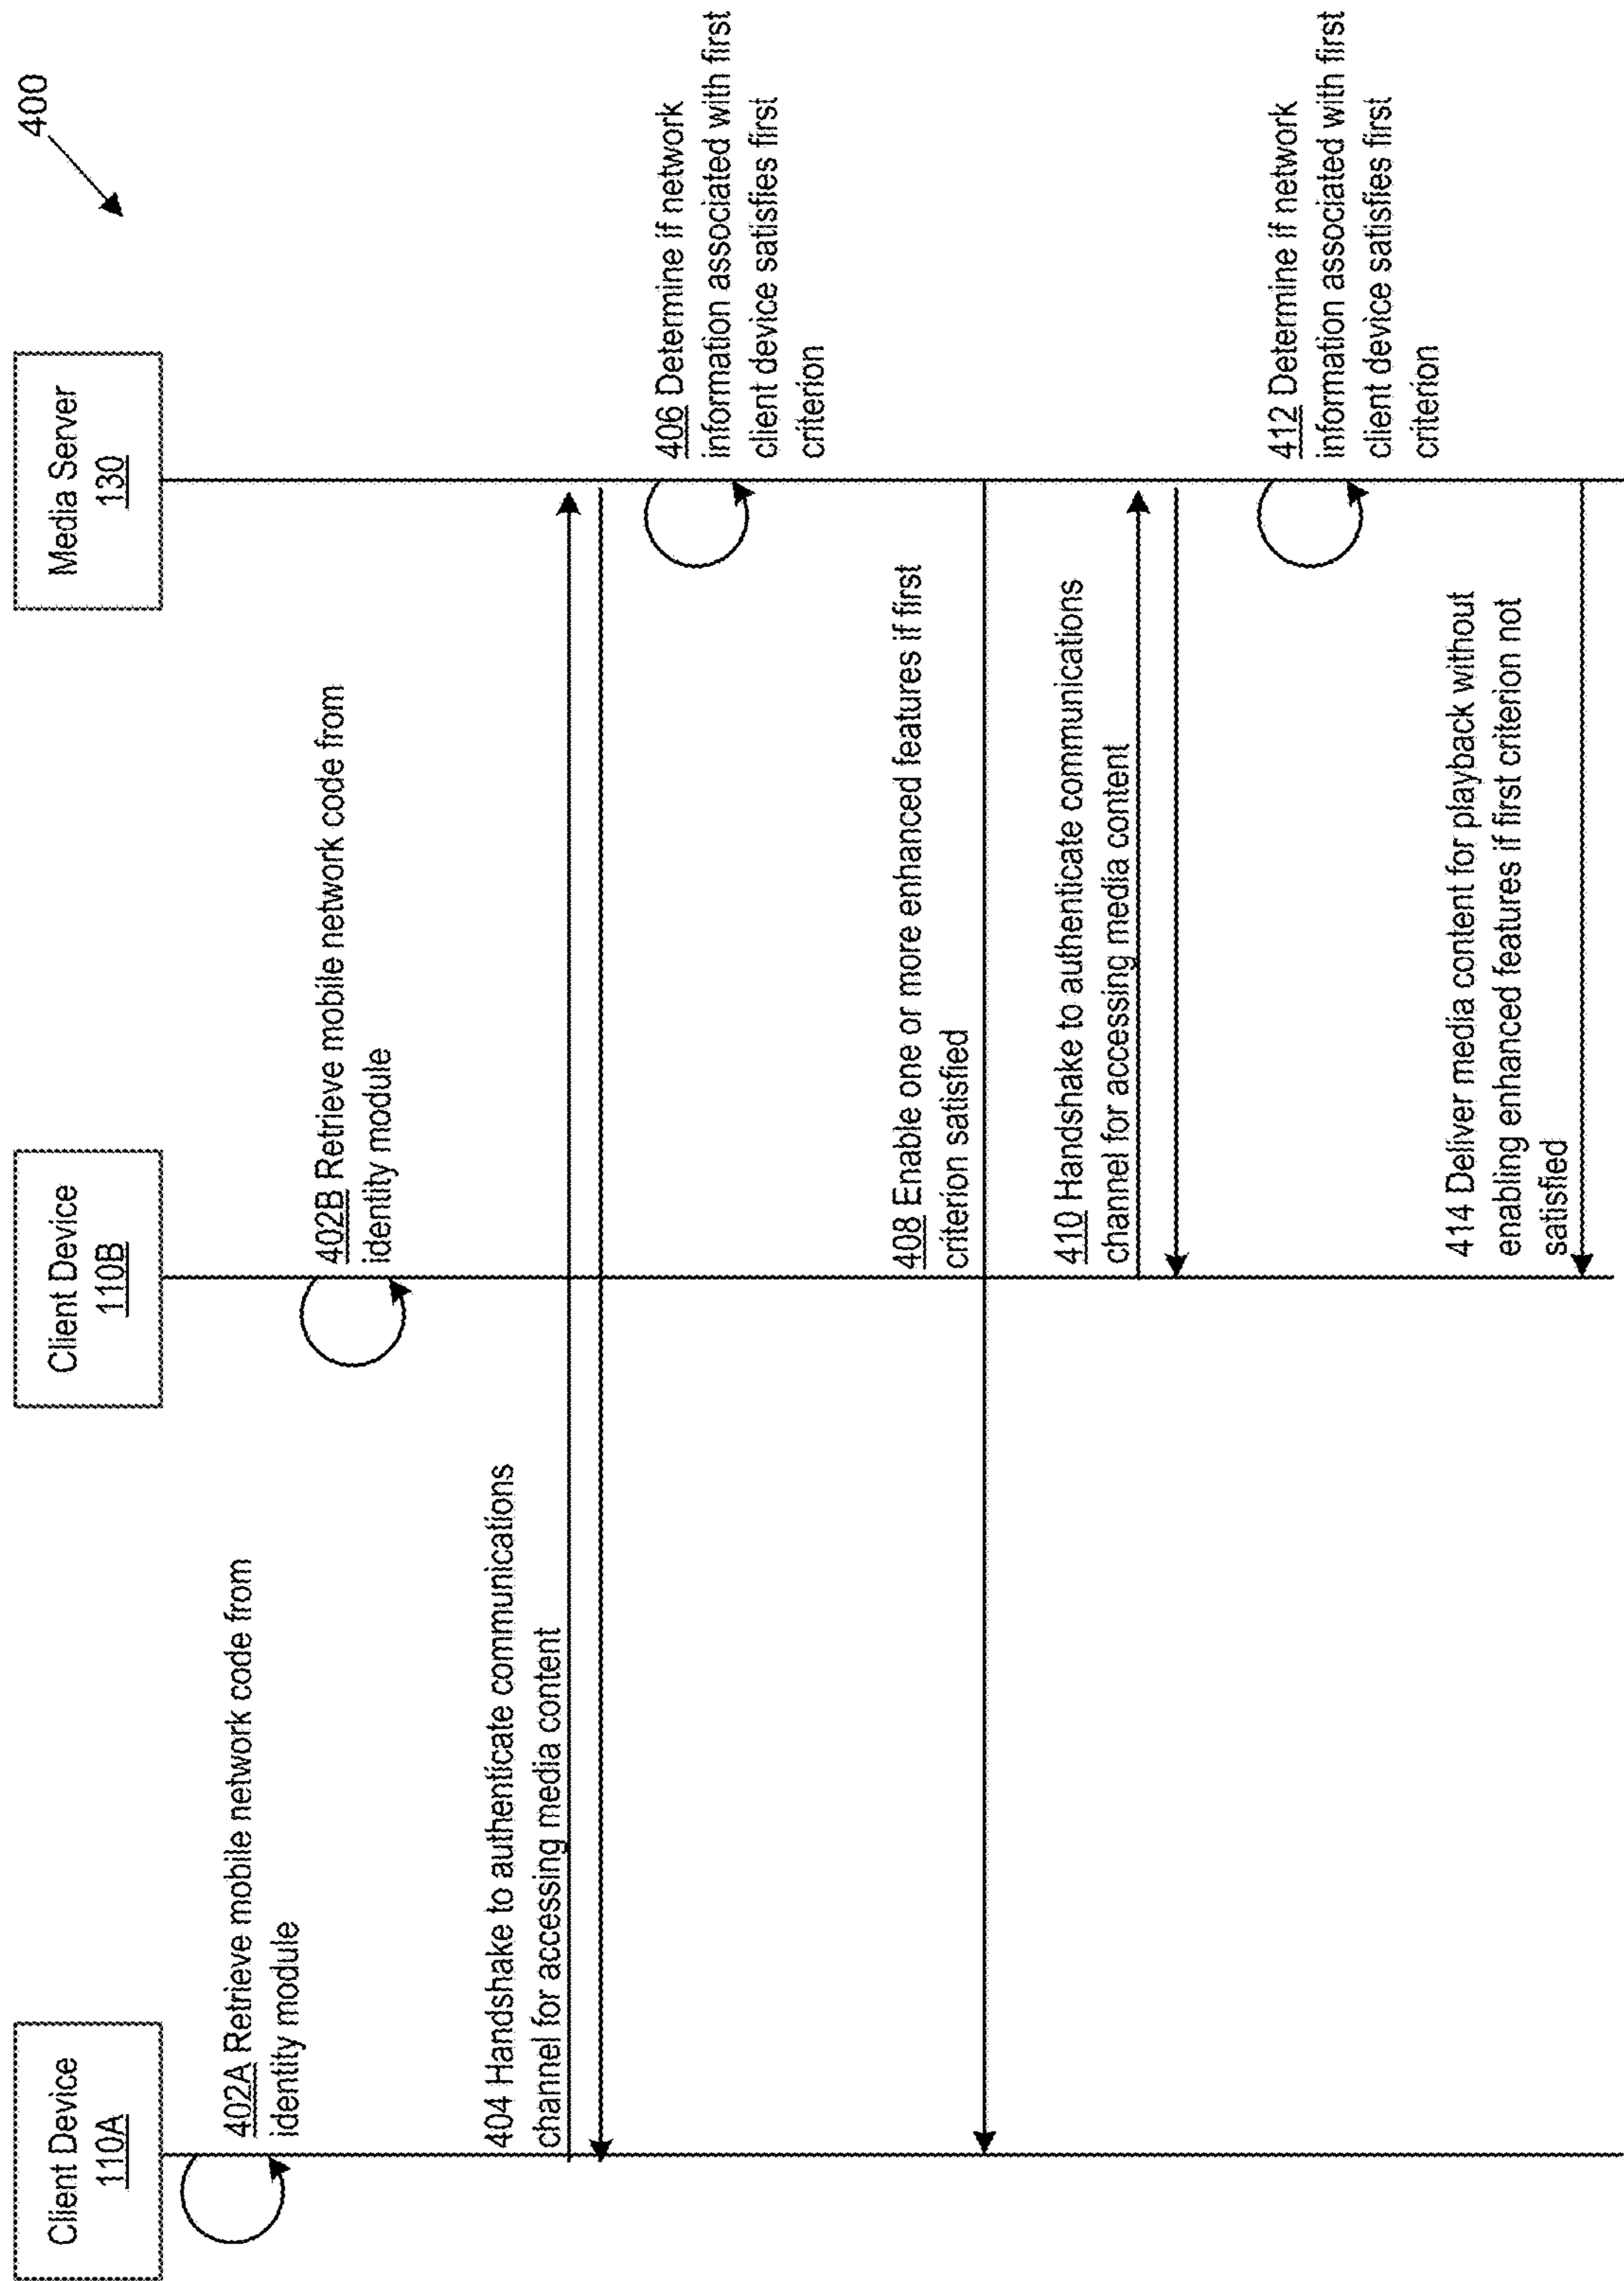 400
Client Device
110A
Client Device
110B
Media Server
130
402A Retrieve mobile network code from
identity module
402B Retrieve mobile network code from
identity module
404 Handshake to authenticate communications
channel for accessing media content
406 Determine if network
information associated with first
client device satisfies first
criterion
408 Enable one or more enhanced features if first
criterion satisfied
410 Handshake to authenticate communications
channel for accessing media content
412 Determine if network
information associated with first
client device satisfies first
criterion
414 Deliver media content for playback without
enabling enhanced features if first criterion not
satisfied